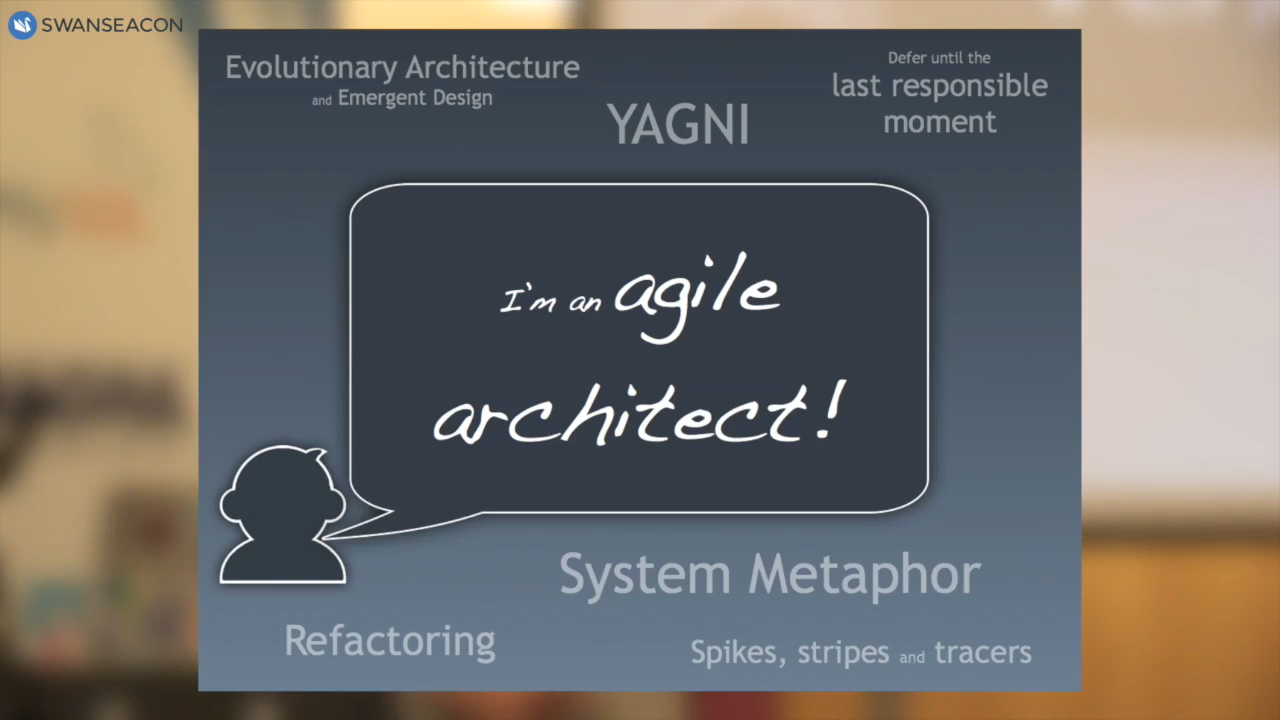 SWANSEACON
Evolutionary Architecture
and Emergent Design
YAGNI
Defer until the
last responsible
moment
I'm an agile
architect!
System Metaphor
Refactoring
Spikes, stripes and tracers